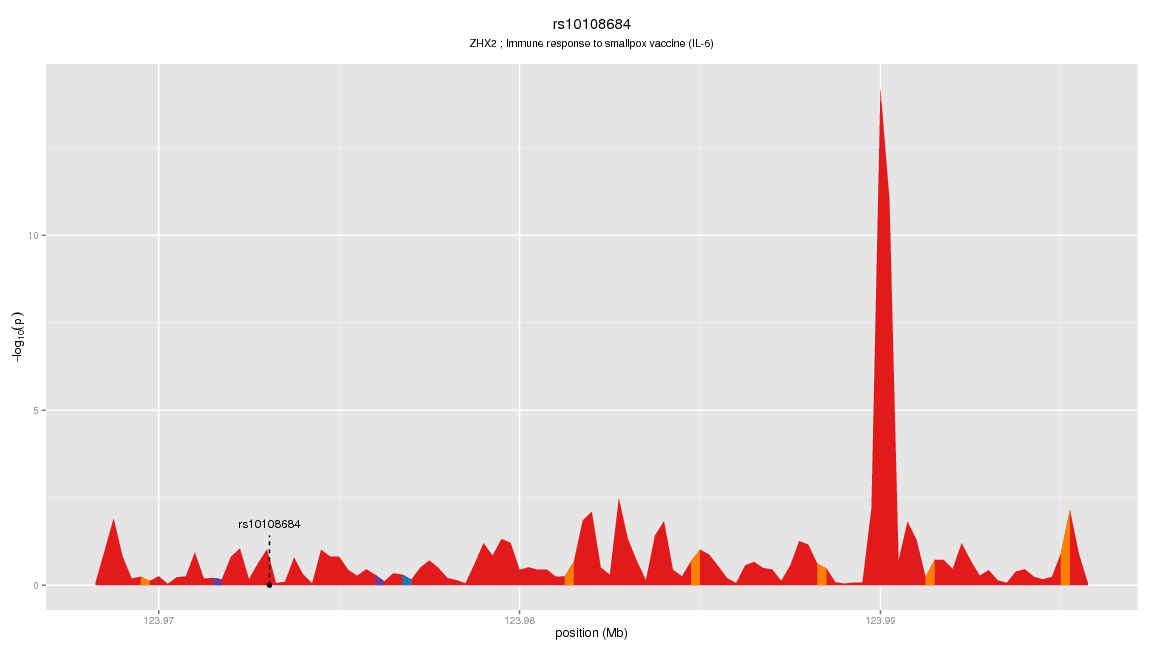 rs10108684
ZHX2 ; Immune response to smallpox vaccine (IL-6)
−log10(p)
10
5
0
rs10108684
123.97
123.98
123.99
position (Mb)